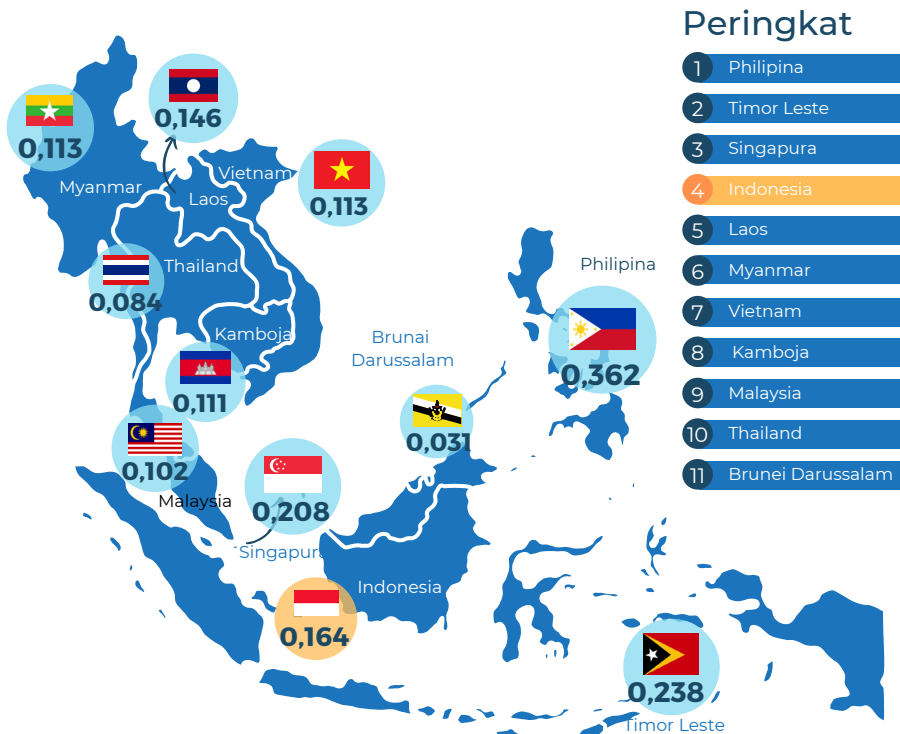 Peringkat
1 Philipina
2 Timor Leste
3 Singapura
4 Indonesia
5 Laos
6 Myanmar
7 Vietnam
8 Kamboja
9 Malaysia
10 Thailand
11 Brunei Darussalam
0,113
Myanmar
0,146
Laos
Vietnam
0,113
Thailand
0,084
Kamboja
0,111
0,102
Malaysia
0,208
Singapura
Brunai
Darussalam
0,031
Philipina
0,362
Indonesia
0,164
0,238
Timor Leste